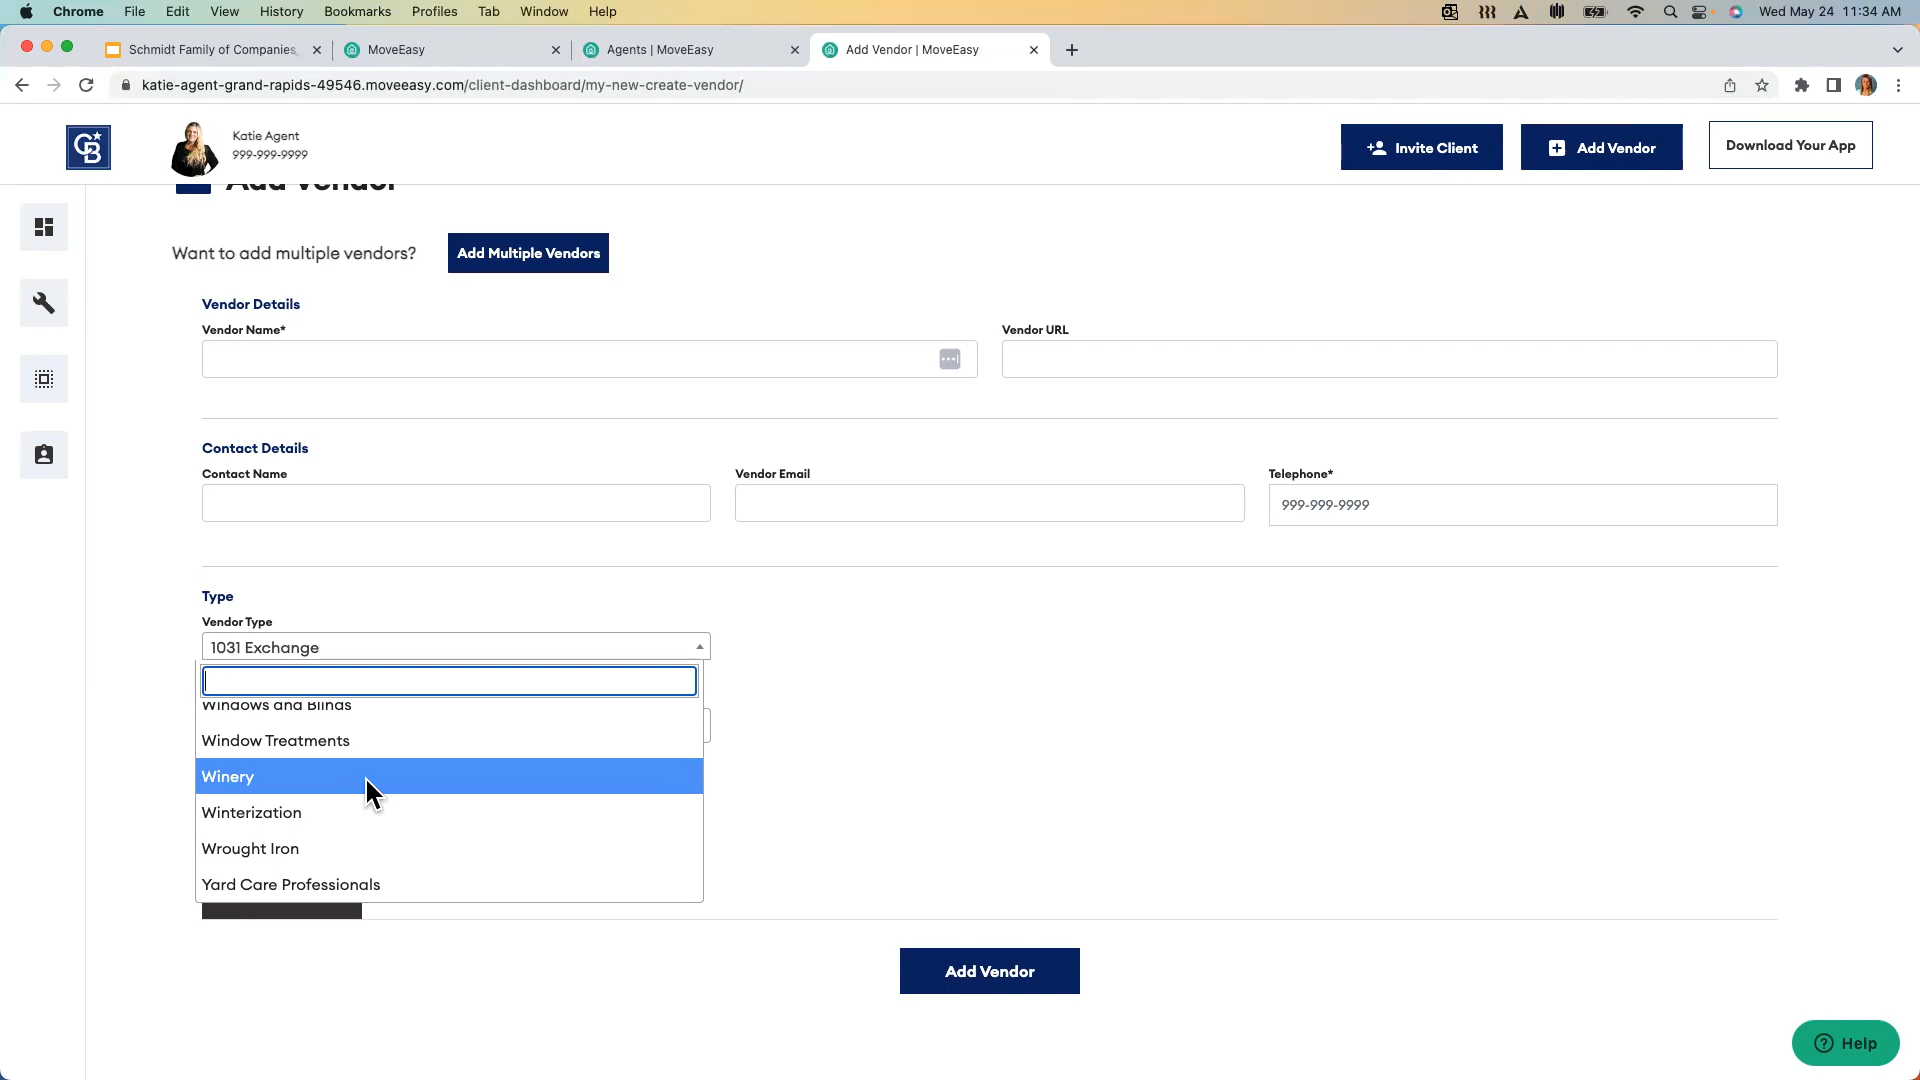 Chrome File Edit View History Bookmarks Profiles Tab Window Help Wed May 24 11:34 AM
Schmidt Family of Companies, MoveEasy Agents | MoveEasy Add Vendor | MoveEasy
katie-agent-grand-rapids-49546.moveeasy.com/client-dashboard/my-new-create-vendor/
CB
Katie Agent
999-999-9999
Invite Client
Add Vendor
Download Your App
Add Vendor
Want to add multiple vendors?
Add Multiple Vendors
Vendor Details
Vendor Name* Vendor URL
Contact Details
Contact Name Vendor Email Telephone*
999-999-9999
Type
Vendor Type
1031 Exchange
Windows and Blinds
Window Treatments
Winery
Winterization
Wrought Iron
Yard Care Professionals
Add Vendor
Help